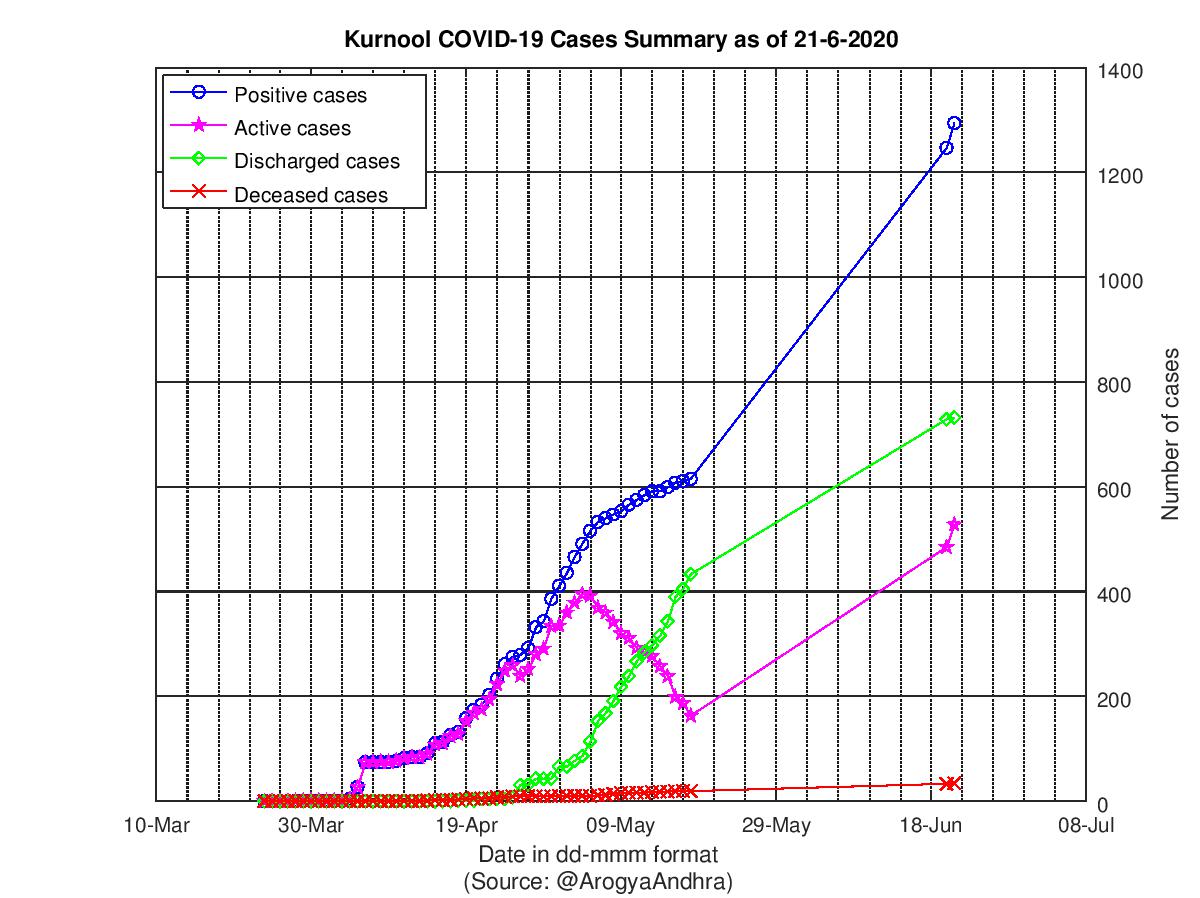 Kurnool COVID-19 Cases Summary as of 21-6-2020
Positive cases
Active cases
Discharged cases
Deceased cases
1400
1200
1000
800
600
400
200
0
Number of cases
10-Mar 30-Mar 19-Apr 09-May 29-May 18-Jun 08-Jul
Date in dd-mmm format
(Source: @ArogyaAndhra)